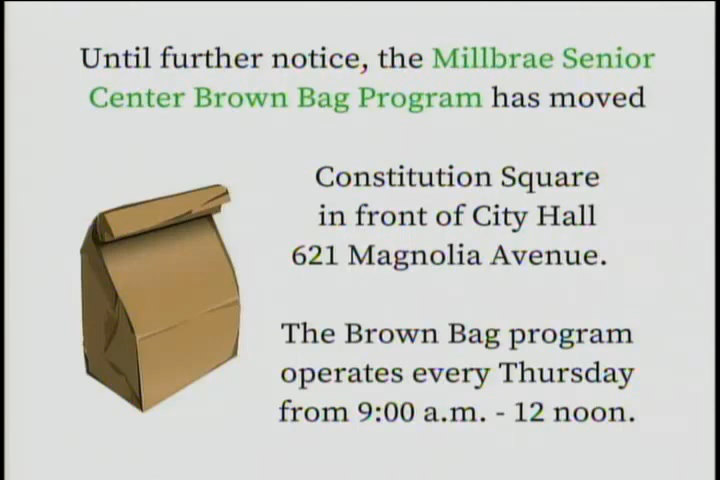 Until further notice, the Millbrae Senior
Center Brown Bag Program has moved
Constitution Square
in front of City Hall
621 Magnolia Avenue.
The Brown Bag program
operates every Thursday
from 9:00 a.m. - 12 noon.